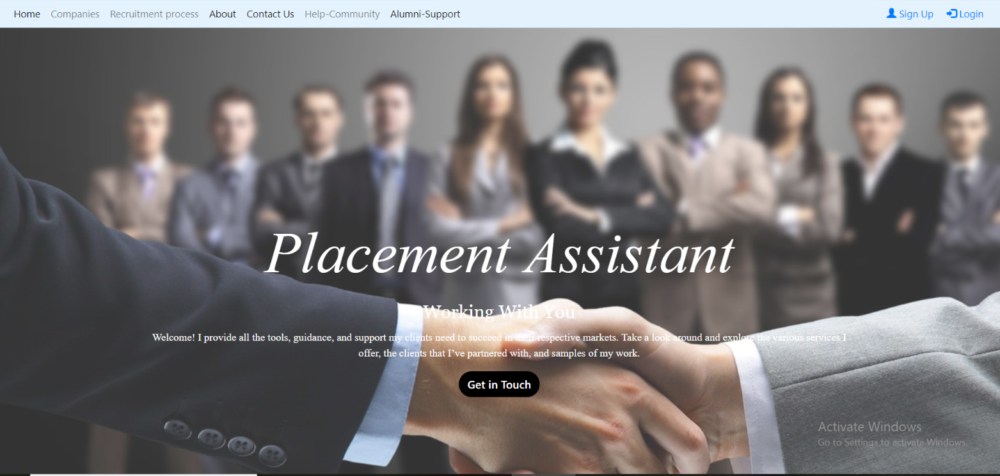 Home Companies Recruitment process About Contact Us Help-Community Alumni-Support Sign Up Login
Placement Assistant
Working With You
Welcome! I provide all the tools, guidance, and support my clients need to succeed in their respective markets. Take a look around and explore the various services I
offer, the clients that I’ve partnered with, and samples of my work.
Get in Touch
Activate Windows
Go to Settings to activate Windows.